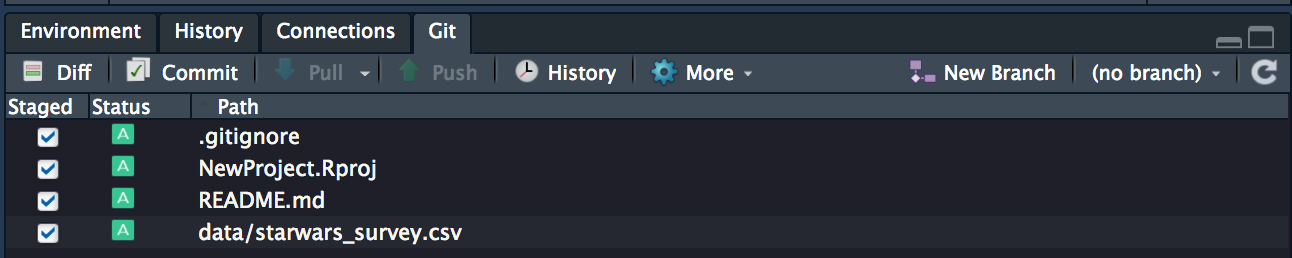 Environment History Connections Git
Diff Commit Pull Push History More New Branch (no branch)
Staged Status Path
A .gitignore
A NewProject.Rproj
A README.md
A data/starwars_survey.csv